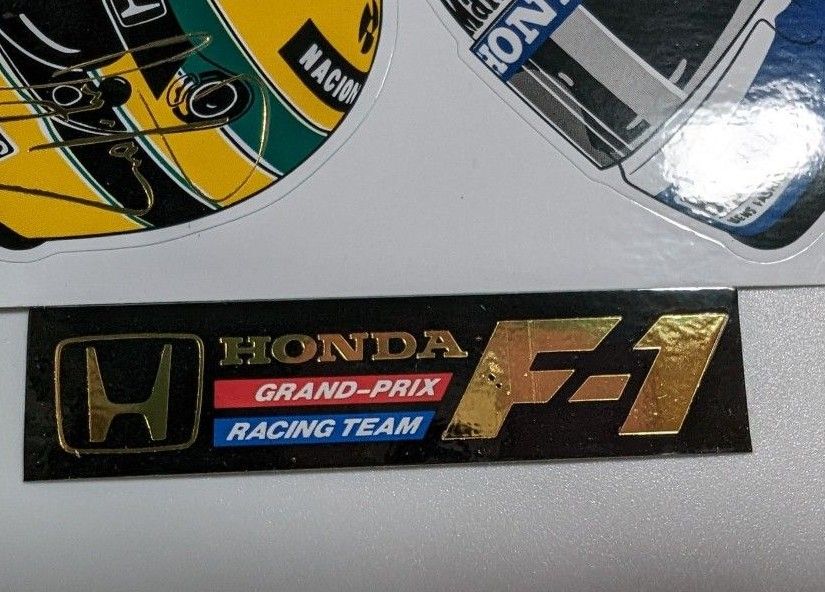 NACION
HONDA
GRAND-PRIX
RACING TEAM
F-1